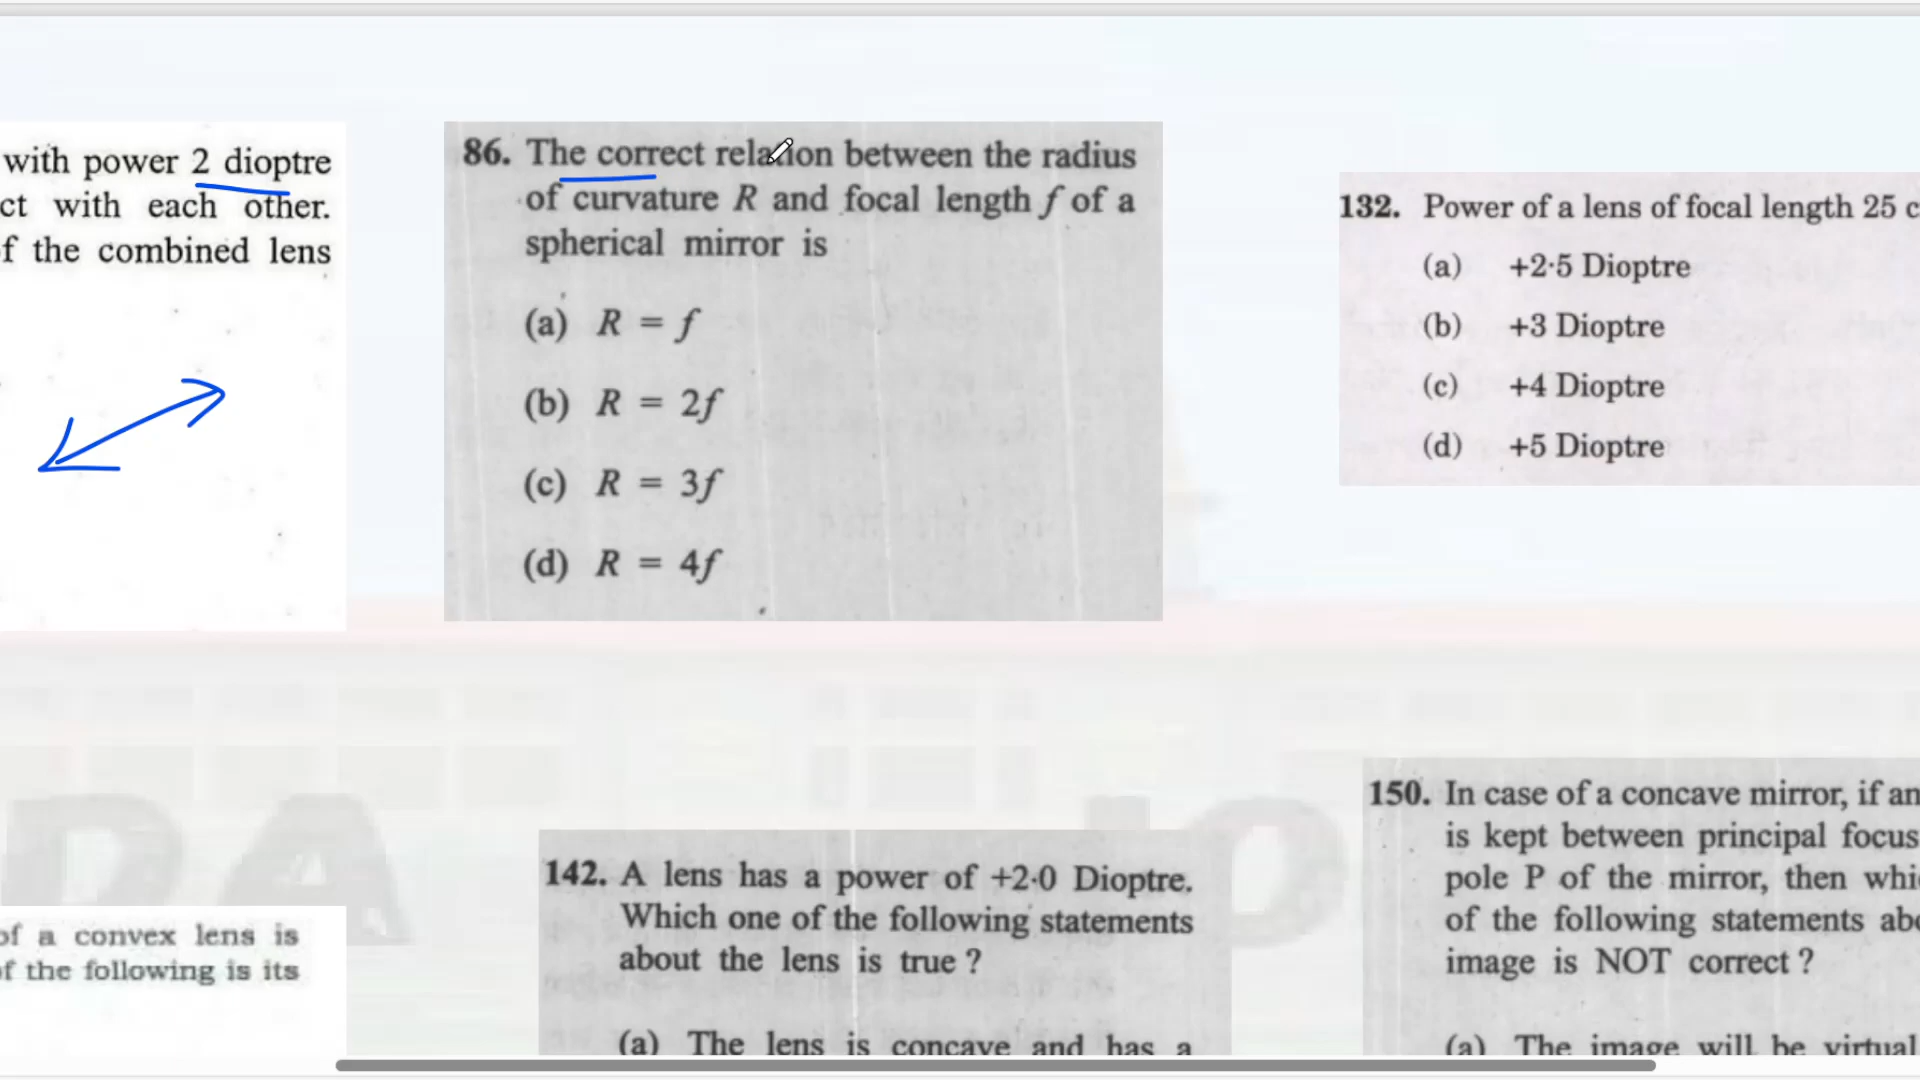 with power 2 dioptre
ct with each other.
f the combined lens
86. The correct relation between the radius
of curvature R and focal length f of a
spherical mirror is
(a) R = f
(b) R = 2f
(c) R = 3f
(d) R = 4f
132. Power of a lens of focal length 25 c
(a) +2·5 Dioptre
(b) +3 Dioptre
(c) +4 Dioptre
(d) +5 Dioptre
DA
of a convex lens is
of the following is its
142. A lens has a power of +2·0 Dioptre.
Which one of the following statements
about the lens is true ?
(a) The lens is concave and has a
150. In case of a concave mirror, if an
is kept between principal focus
pole P of the mirror, then whi
of the following statements abo
image is NOT correct ?
(a) The image will be virtual